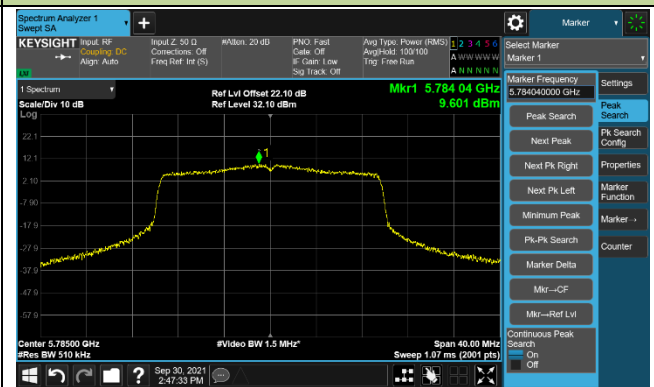 Spectrum Analyzer 1
Swept SA
+
Marker
KEYSIGHT
Input: RF
Coupling: DC
Align: Auto
Input Z: 50 Ω
Corrections: Off
Freq Ref: Int (S)
#Atten: 20 dB
PNO: Fast
Gate: Off
IF Gain: Low
Sig Track: Off
Avg Type: Power (RMS)
Avg|Hold: 100/100
Trig: Free Run
1 2 3 4 5 6
A W W W W W
A N N N N N
Select Marker
Marker 1
1 Spectrum
Scale/Div 10 dB
Log
Ref Lvl Offset 22.10 dB
Ref Level 32.10 dBm
Mkr1 5.784 04 GHz
9.601 dBm
1
22.1
12.1
2.10
-7.90
-17.9
-27.9
-37.9
-47.9
-57.9
Center 5.78500 GHz
#Res BW 510 kHz
#Video BW 1.5 MHz*
Span 40.00 MHz
Sweep 1.07 ms (2001 pts)
Marker Frequency
5.784040000 GHz
Peak Search
Next Peak
Next Pk Right
Next Pk Left
Minimum Peak
Pk-Pk Search
Marker Delta
Mkr→CF
Mkr→Ref Lvl
Continuous Peak
Search
On
Off
Settings
Peak
Search
Pk Search
Config
Properties
Marker
Function
Marker→
Counter
?
Sep 30, 2021
2:47:33 PM